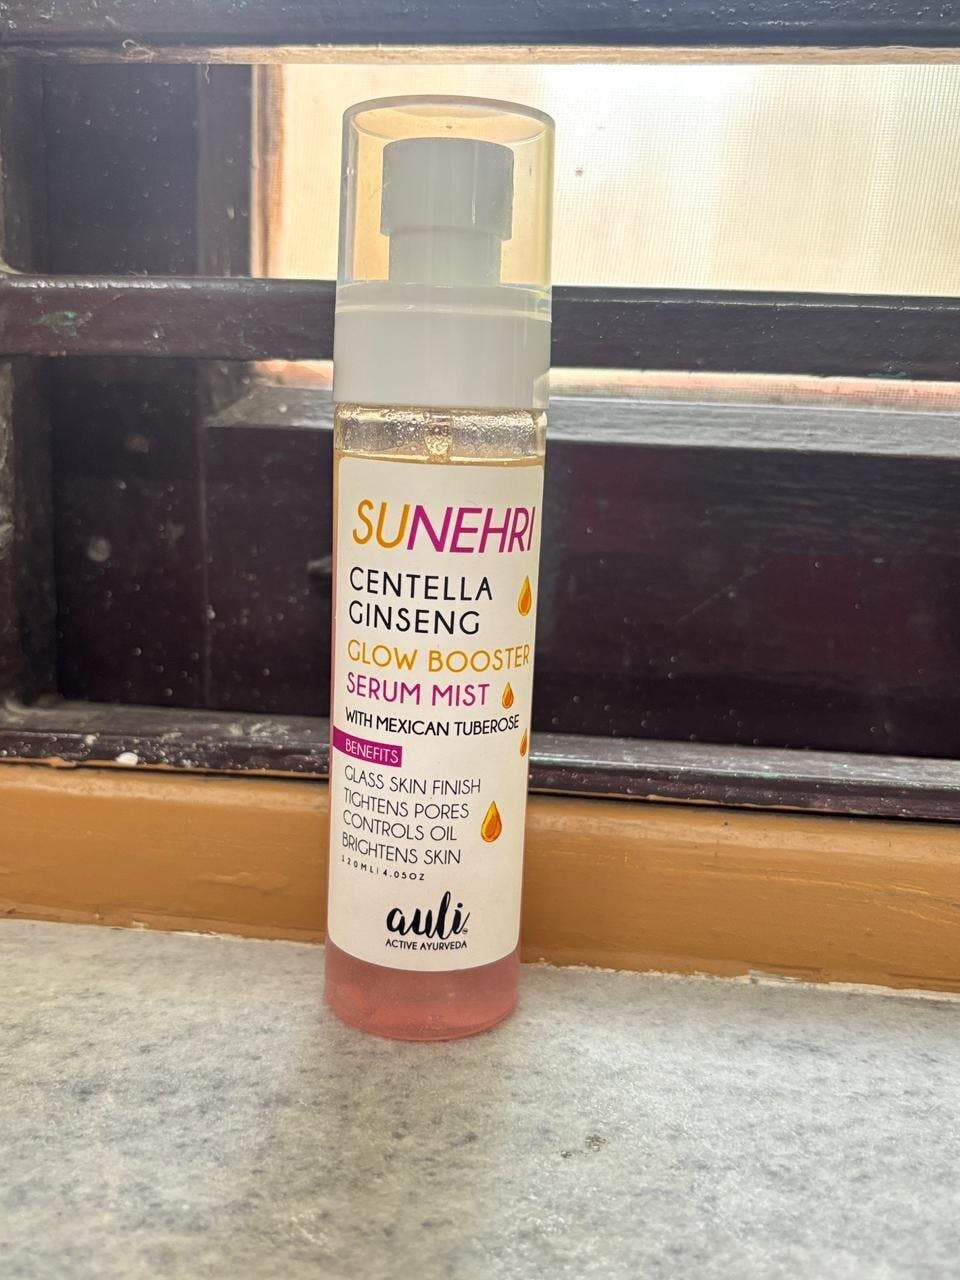 SUNEHRI
CENTELLA
GINSENG
GLOW BOOSTER
SERUM MIST
WITH MEXICAN TUBEROSE
BENEFITS
GLASS SKIN FINISH
TIGHTENS PORES
CONTROLS OIL
BRIGHTENS SKIN
120ML|4.05OZ
auli
ACTIVE AYURVEDA